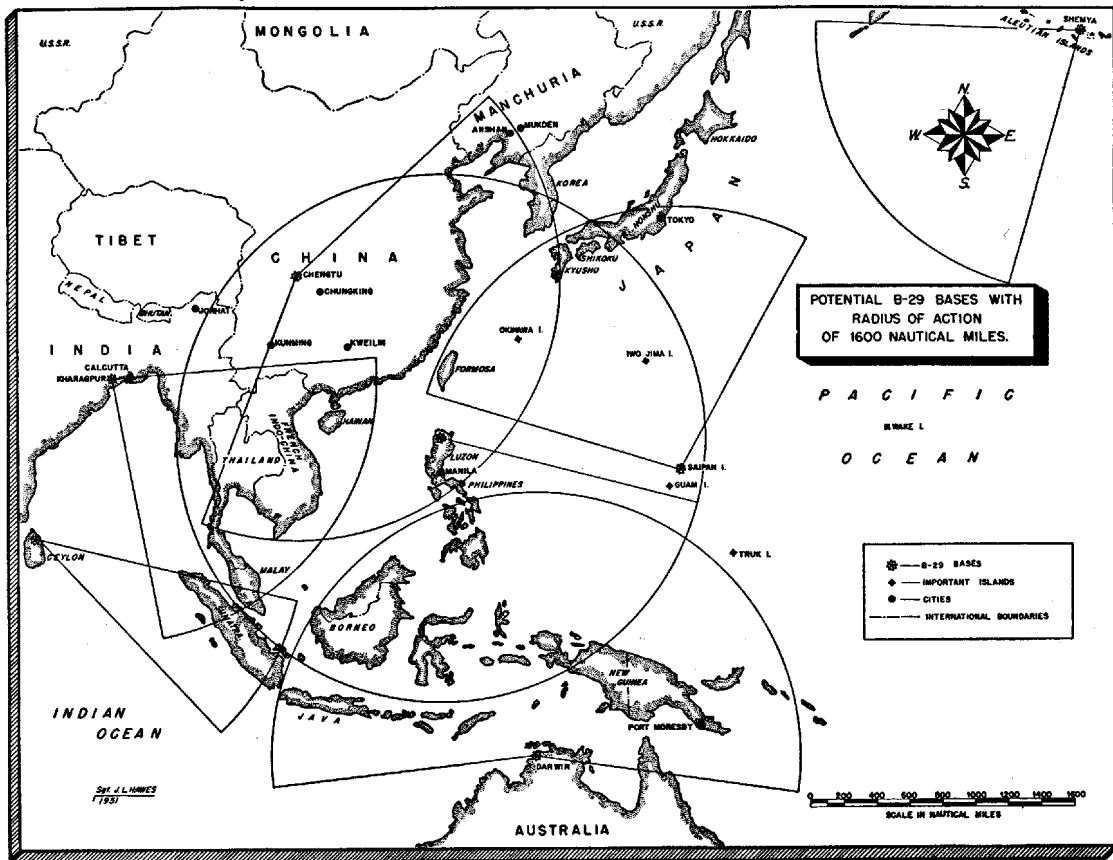 U.S.S.R.
MONGOLIA
U.S.S.R.
SHEMYA
ALEUTIAN ISLANDS
MANCHURIA
ANSHAN
MUKDEN
HOKKAIDO
N.
W.
E.
S.
KOREA
HONSHU
TOKYO
JAPAN
SHIKOKU
KYUSHU
TIBET
CHINA
CHENGTU
CHUNGKING
NEPAL
BHUTAN
JORHAT
POTENTIAL B-29 BASES WITH
RADIUS OF ACTION
OF 1600 NAUTICAL MILES.
OKINAWA I.
IWO JIMA I.
INDIA
KUNMING
KWEILIN
CALCUTTA
KHARAGPUR
FORMOSA
PACIFIC
WAKE I.
OCEAN
HAINAN
FRENCH
INDO-CHINA
THAILAND
LUZON
MANILA
PHILIPPINES
SAIPAN I.
GUAM I.
CEYLON
MALAY
TRUK I.
B-29 BASES
IMPORTANT ISLANDS
CITIES
INTERNATIONAL BOUNDARIES
BORNEO
NEW
GUINEA
PORT MORESBY
INDIAN
OCEAN
JAVA
DARWIN
Sgt. J.L. HAWES
1951
AUSTRALIA
0 200 400 600 800 1000 1200 1400 1600
SCALE IN NAUTICAL MILES